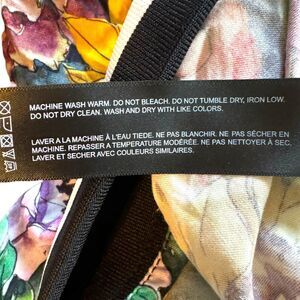 MACHINE WASH WARM. DO NOT BLEACH. DO NOT TUMBLE DRY, IRON LOW.
DO NOT DRY CLEAN. WASH AND DRY WITH LIKE COLORS.
LAVER A LA MACHINE À L'EAU TIEDE. NE PAS BLANCHIR. NE PAS SÉCHER EN
MACHINE. REPASSER A TEMPERATURE MODÉRÉE. NE PAS NETTOYER À SEC.
LAVER ET SECHER AVEC COULEURS SIMILAIRES.